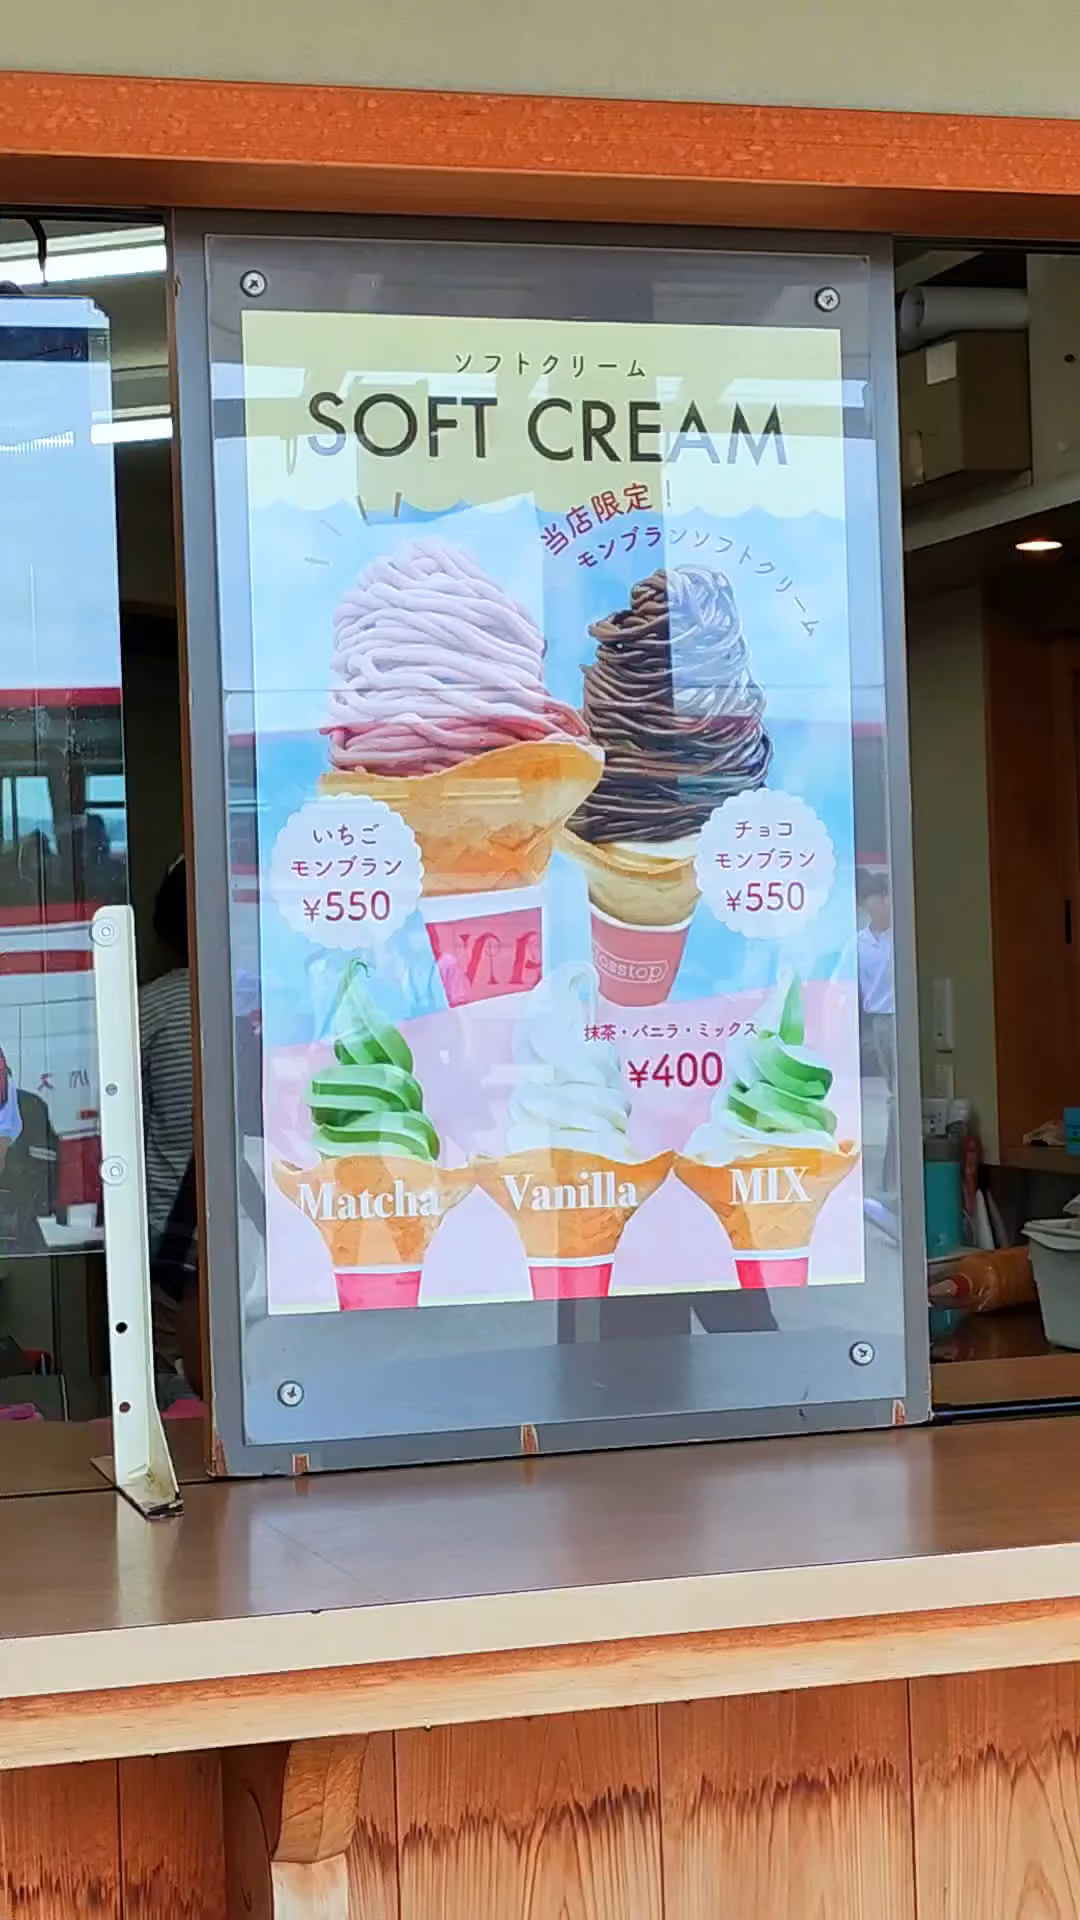 ソフトクリーム
SOFT CREAM
当店限定!
モンブランソフトクリーム
いちご
モンブラン
¥550
チョコ
モンブラン
¥550
抹茶・バニラ・ミックス
¥400
Matcha
Vanilla
MIX